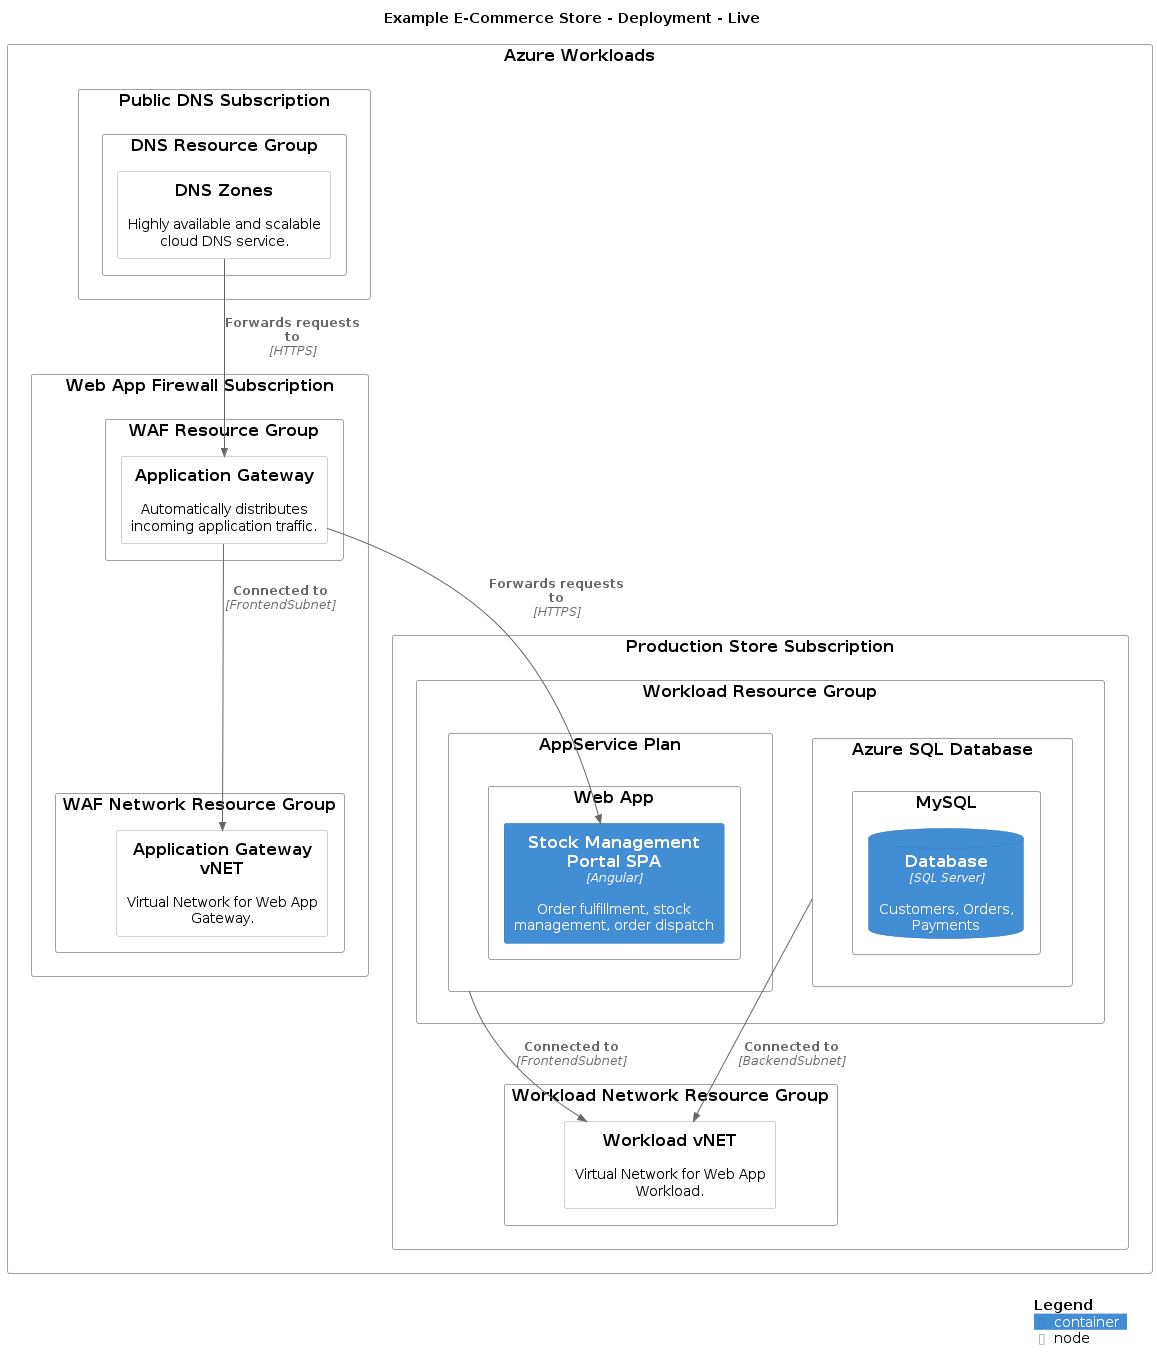 Example E-Commerce Store - Deployment - Live
Azure Workloads
Public DNS Subscription
DNS Resource Group
DNS Zones
Highly available and scalable
cloud DNS service.
Forwards requests
to
[HTTPS]
Web App Firewall Subscription
WAF Resource Group
Application Gateway
Automatically distributes
incoming application traffic.
Connected to
[FrontendSubnet]
Forwards requests
to
[HTTPS]
WAF Network Resource Group
Application Gateway
vNET
Virtual Network for Web App
Gateway.
Production Store Subscription
Workload Resource Group
AppService Plan
Web App
Stock Management
Portal SPA
[Angular]
Order fulfillment, stock
management, order dispatch
Azure SQL Database
MySQL
Database
[SQL Server]
Customers, Orders,
Payments
Connected to
[FrontendSubnet]
Connected to
[BackendSubnet]
Workload Network Resource Group
Workload vNET
Virtual Network for Web App
Workload.
Legend
container
node